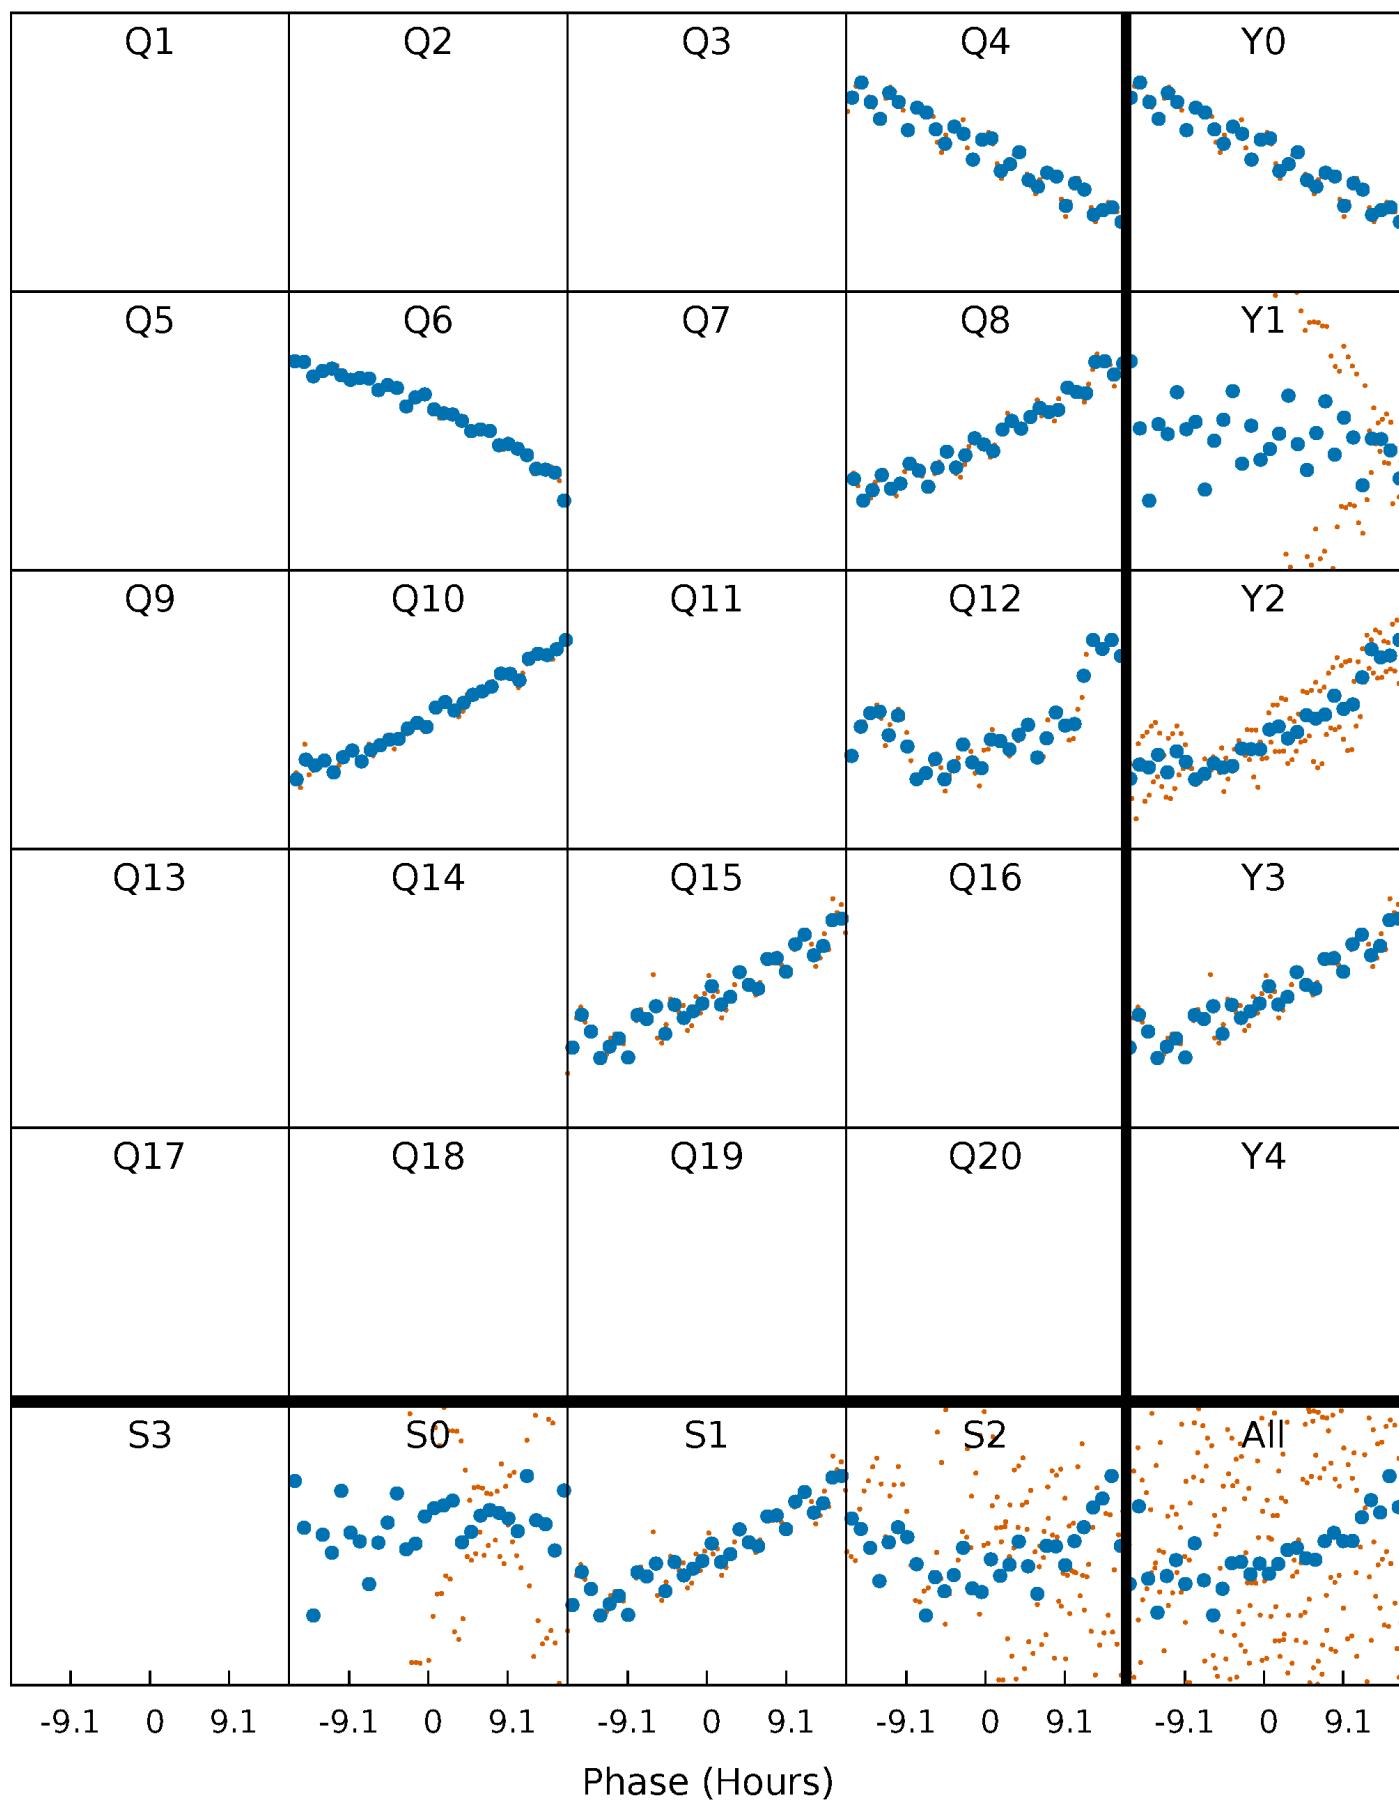 Q1 Q2 Q3 Q4 Y0
Q5 Q6 Q7 Q8 Y1
Q9 Q10 Q11 Q12 Y2
Q13 Q14 Q15 Q16 Y3
Q17 Q18 Q19 Q20 Y4
S3 S0 S1 S2 All
-9.1 0 9.1 -9.1 0 9.1 -9.1 0 9.1 -9.1 0 9.1 -9.1 0 9.1
Phase (Hours)